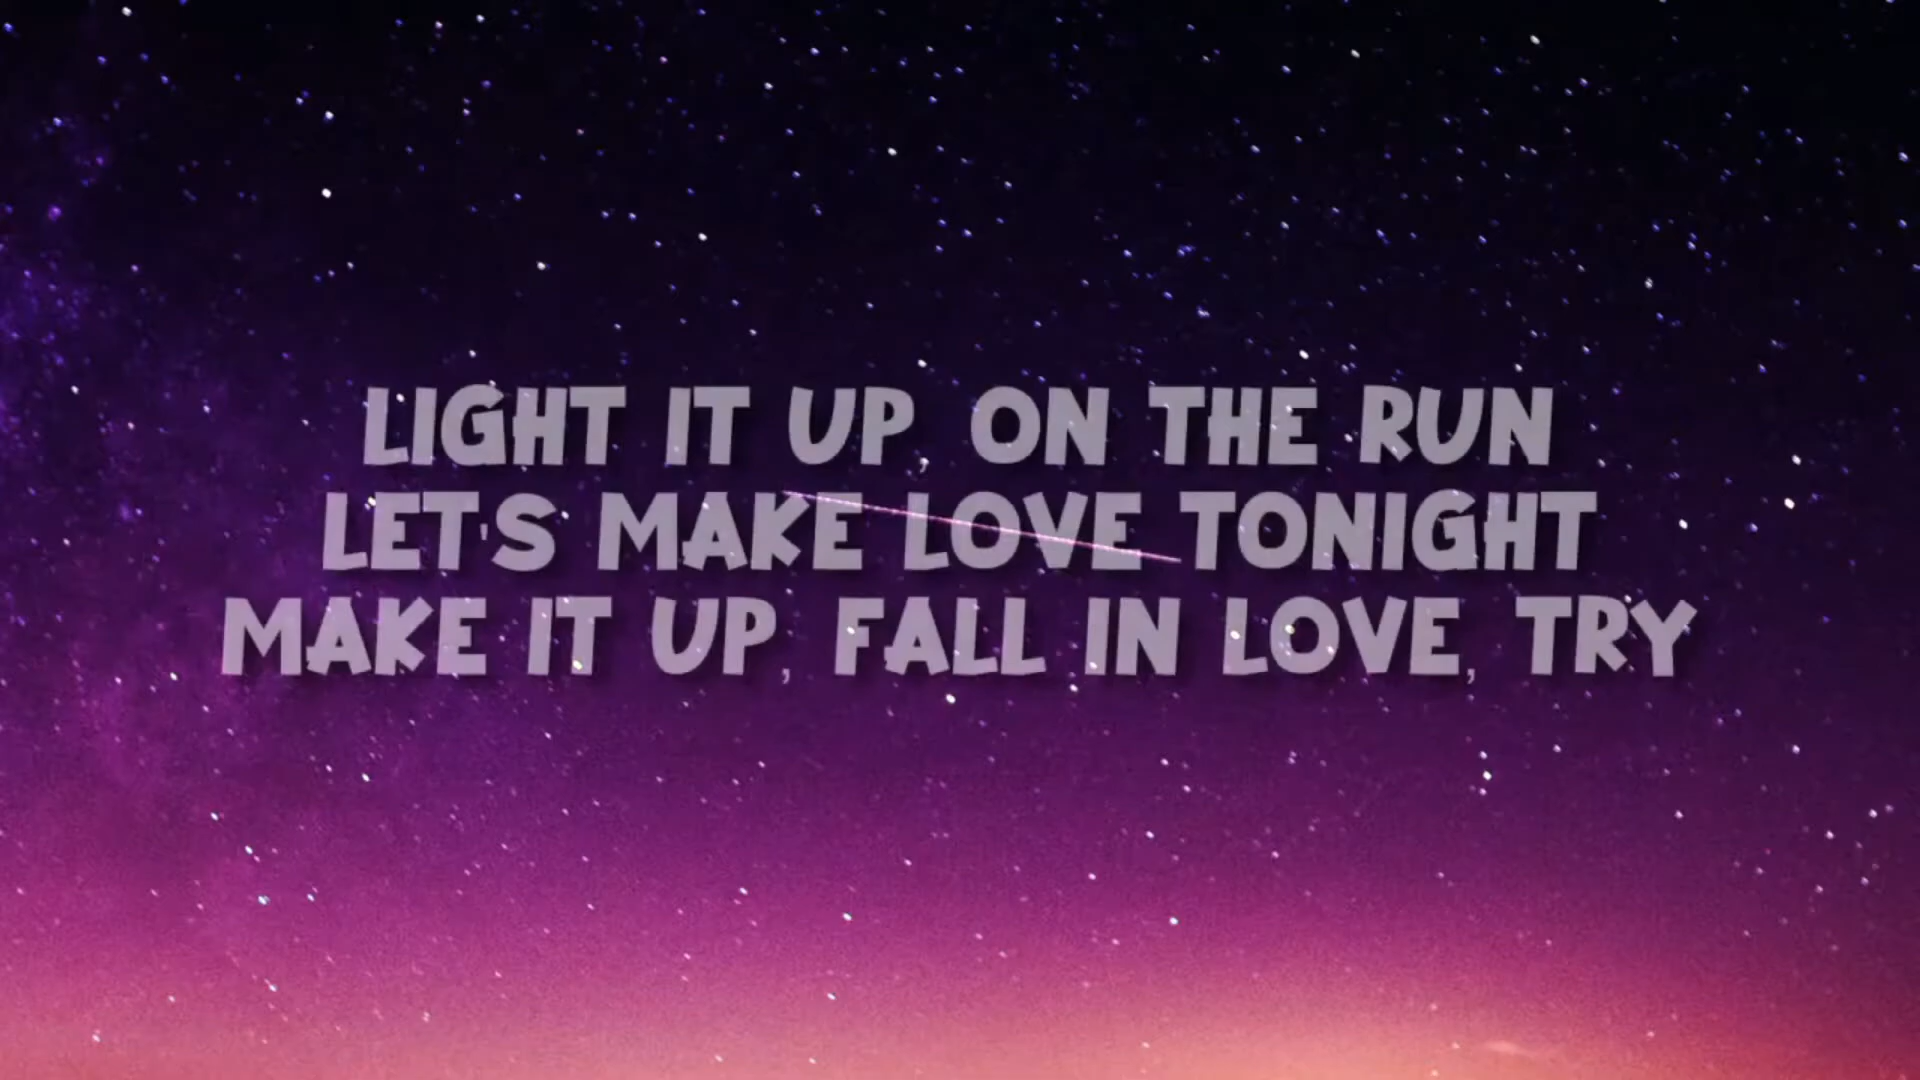 LIGHT IT UP, ON THE RUN
LET'S MAKE LOVE TONIGHT
MAKE IT UP, FALL IN LOVE, TRY